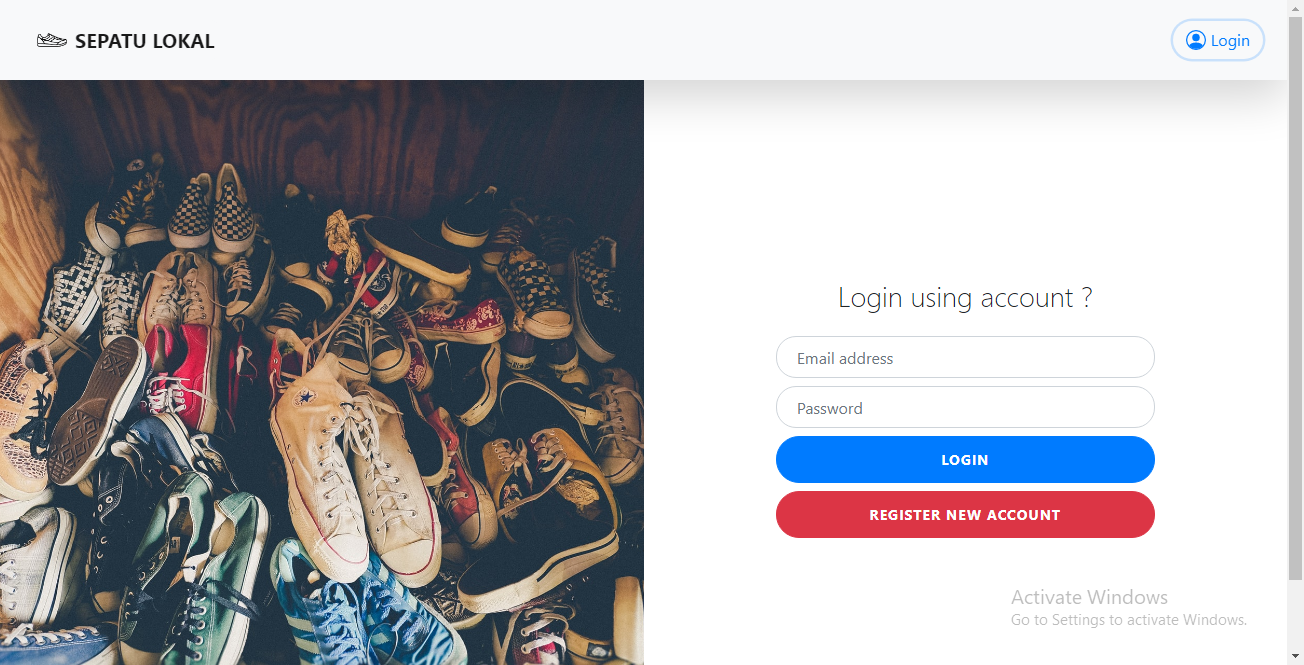 SEPATU LOKAL
Login
Login using account ?
Email address
Password
LOGIN
REGISTER NEW ACCOUNT
Activate Windows
Go to Settings to activate Windows.